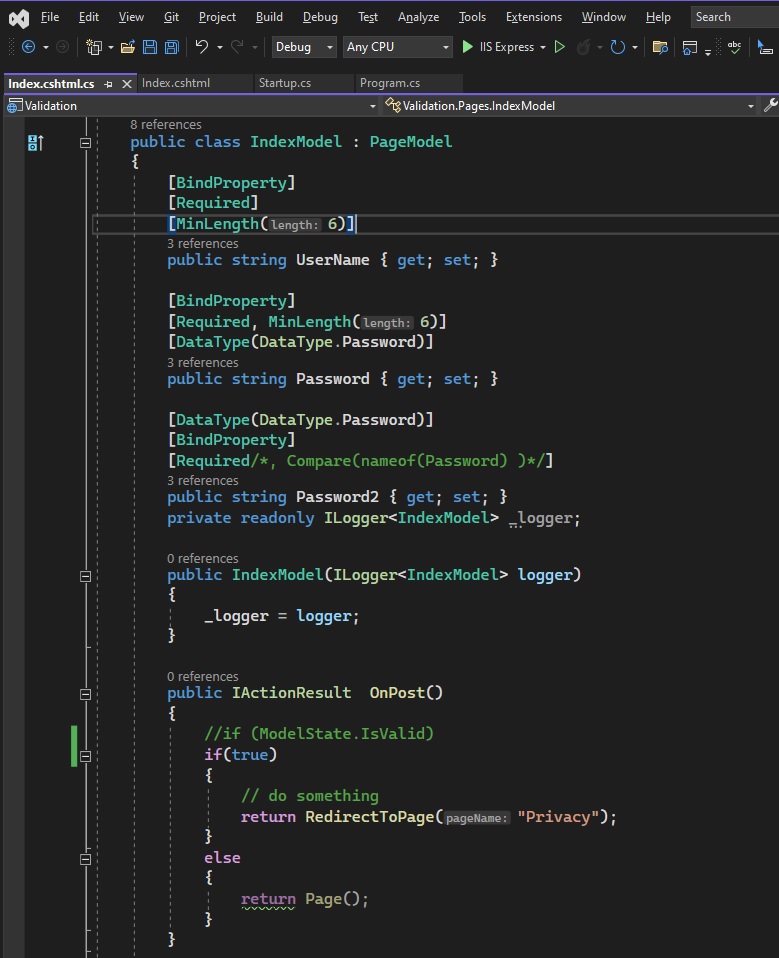 File Edit View Git Project Build Debug Test Analyze Tools Extensions Window Help Search
Debug Any CPU IIS Express abc
Index.cshtml.cs Index.cshtml Startup.cs Program.cs
Validation Validation.Pages.IndexModel
8 references
public class IndexModel : PageModel
{
[BindProperty]
[Required]
[MinLength(length: 6)]
3 references
public string UserName { get; set; }
[BindProperty]
[Required, MinLength(length: 6)]
[DataType(DataType.Password)]
3 references
public string Password { get; set; }
[DataType(DataType.Password)]
[BindProperty]
[Required/*, Compare(nameof(Password) )*/]
3 references
public string Password2 { get; set; }
private readonly ILogger<IndexModel> _logger;
0 references
public IndexModel(ILogger<IndexModel> logger)
{
_logger = logger;
}
0 references
public IActionResult  OnPost()
{
//if (ModelState.IsValid)
if(true)
{
// do something
return RedirectToPage(pageName: "Privacy");
}
else
{
return Page();
}
}